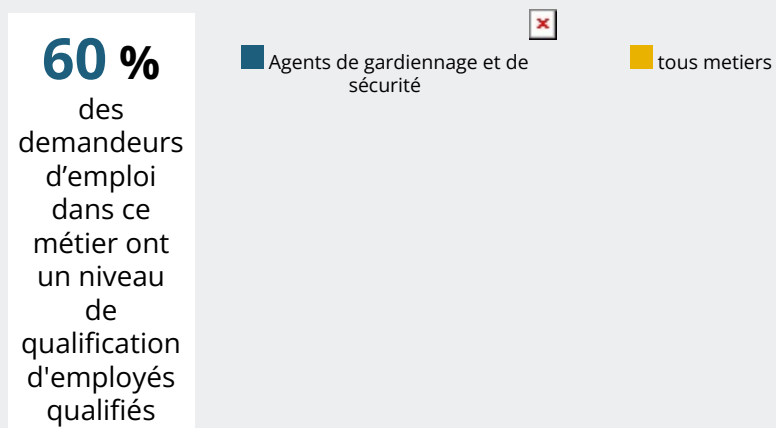 60 %
des
demandeurs
d’emploi
dans ce
métier ont
un niveau
de
qualification
d'employés
qualifiés
Agents de gardiennage et de
sécurité
tous metiers